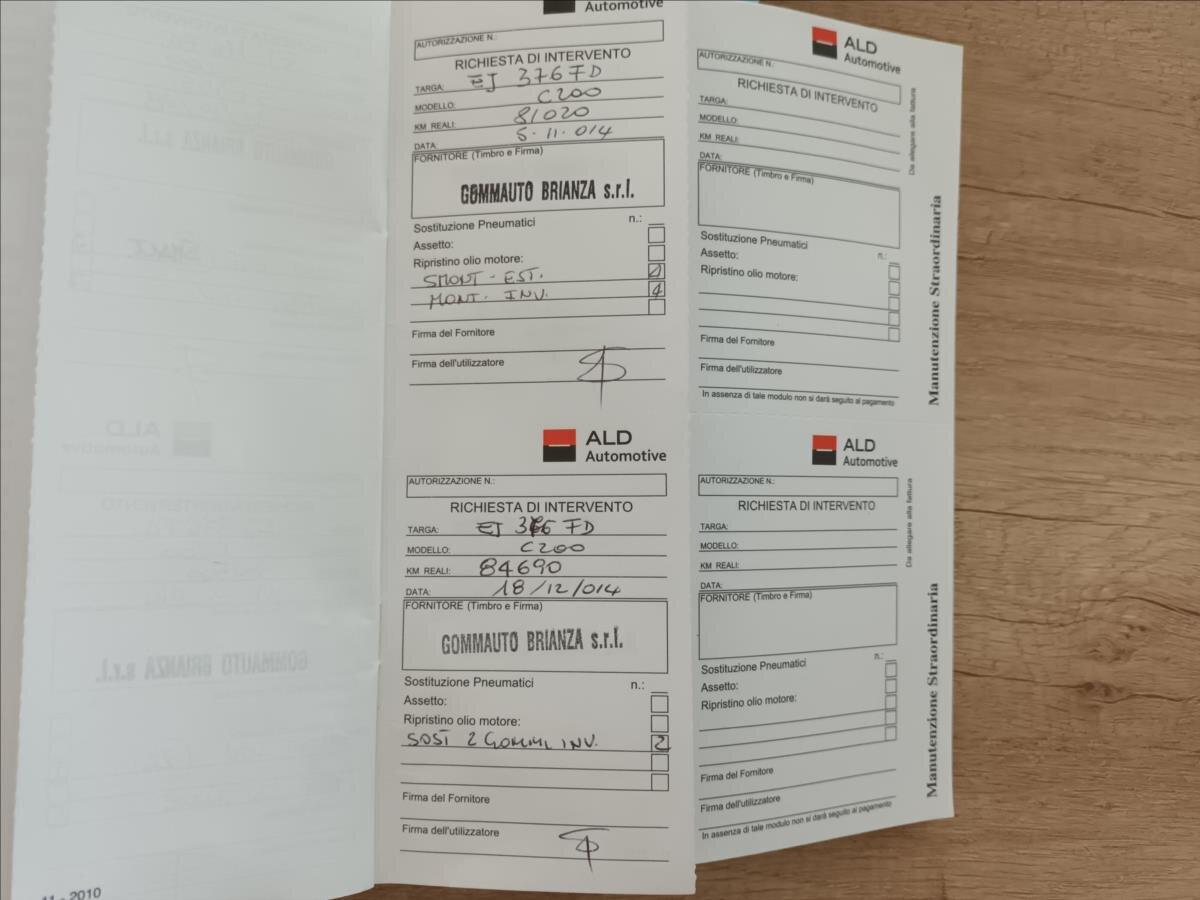 Automotive
AUTORIZZAZIONE N.:
RICHIESTA DI INTERVENTO
TARGA: EJ 376 FD
MODELLO: C200
KM REALI: 81020
DATA: 5-11-014
FORNITORE (Timbro e Firma)
GOMMAUTO BRIANZA s.r.l.
Sostituzione Pneumatici n.:
Assetto:
Ripristino olio motore:
SMONT - EST.
MONT. INV. 4
Firma del Fornitore
Firma dell'utilizzatore
ALD
Automotive
AUTORIZZAZIONE N.:
RICHIESTA DI INTERVENTO
TARGA: EJ 376 FD
MODELLO: C200
KM REALI: 84690
DATA: 18/12/014
FORNITORE (Timbro e Firma)
GOMMAUTO BRIANZA s.r.l.
Sostituzione Pneumatici n.:
Assetto:
Ripristino olio motore:
SOST 2 GOMME INV. 2
Firma del Fornitore
Firma dell'utilizzatore
ALD
Automotive
AUTORIZZAZIONE N.:
RICHIESTA DI INTERVENTO
TARGA:
MODELLO:
KM REALI:
DATA:
FORNITORE (Timbro e Firma)
Sostituzione Pneumatici n.:
Assetto:
Ripristino olio motore:
Firma del Fornitore
Firma dell'utilizzatore
In assenza di tale modulo non si darà seguito al pagamento
Da allegare alla fattura
Manutenzione Straordinaria
ALD
Automotive
AUTORIZZAZIONE N.:
RICHIESTA DI INTERVENTO
TARGA:
MODELLO:
KM REALI:
DATA:
FORNITORE (Timbro e Firma)
Sostituzione Pneumatici n.:
Assetto:
Ripristino olio motore:
Firma del Fornitore
Firma dell'utilizzatore
In assenza di tale modulo non si darà seguito al pagamento
Da allegare alla fattura
Manutenzione Straordinaria
11 - 2010